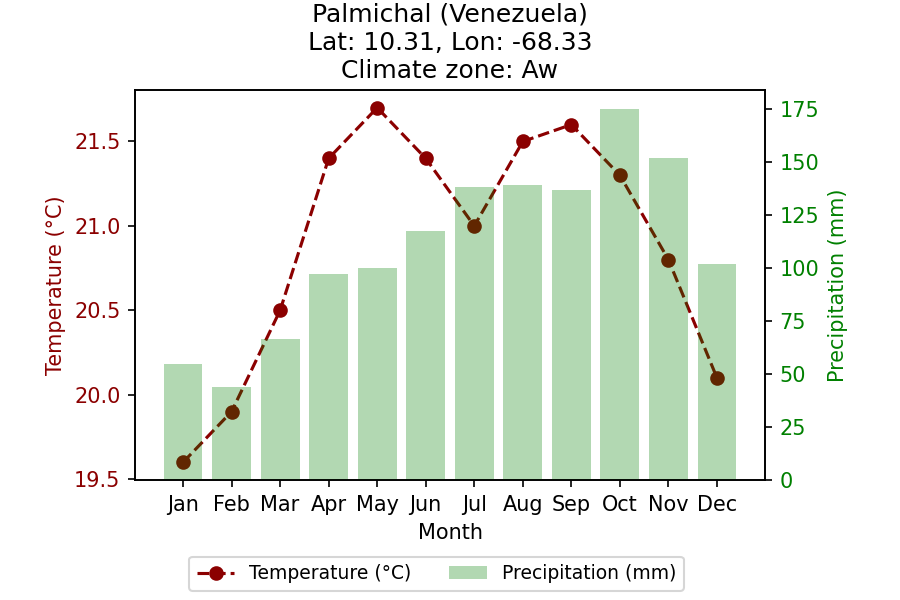 Palmichal (Venezuela)
Lat: 10.31, Lon: -68.33
Climate zone: Aw
Temperature (°C)
21.5
21.0
20.5
20.0
19.5
175
150
125
100
75
50
25
0
Precipitation (mm)
Jan Feb Mar Apr May Jun Jul Aug Sep Oct Nov Dec
Month
Temperature (°C) Precipitation (mm)